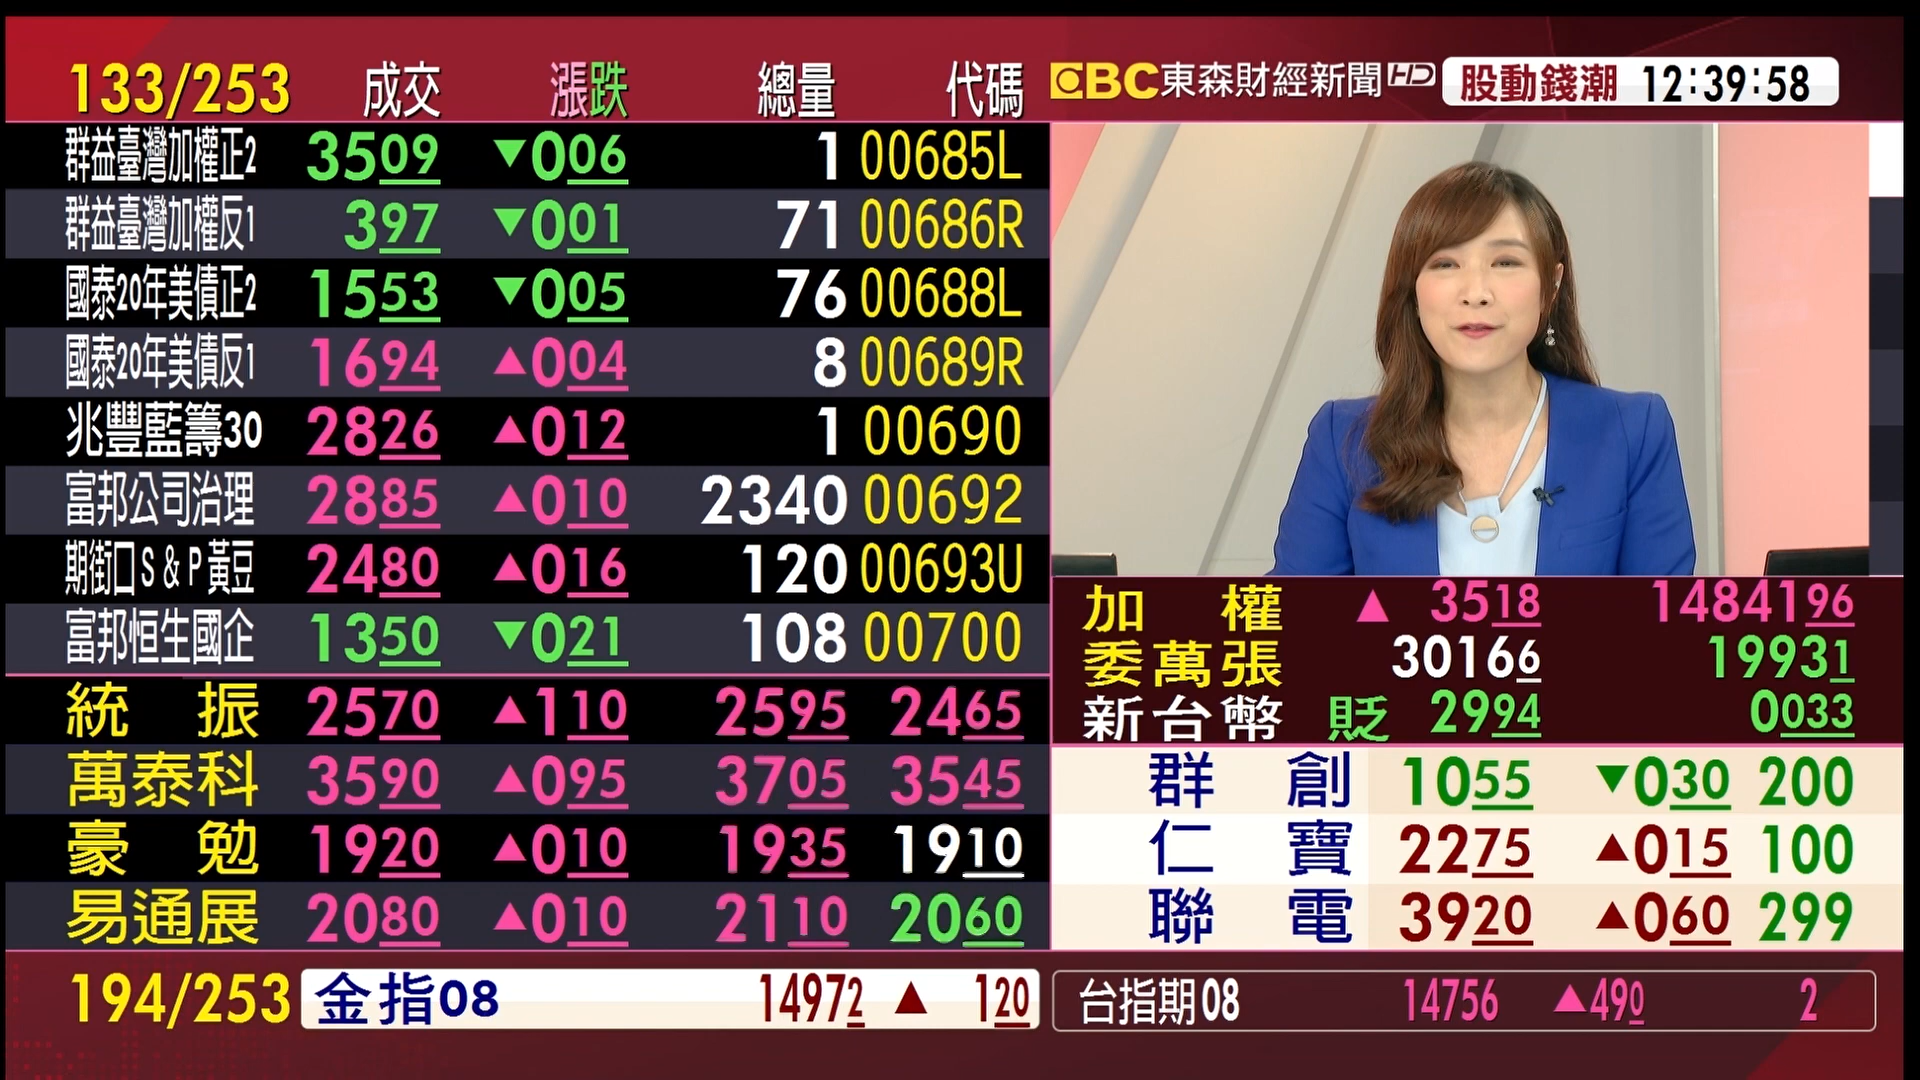 133/253 成交 漲跌 總量 代碼
群益臺灣加權正2 3509 ▼006 1 00685L
群益臺灣加權反1 397 ▼001 71 00686R
國泰20年美債正2 1553 ▼005 76 00688L
國泰20年美債反1 1694 ▲004 8 00689R
兆豐藍籌30 2826 ▲012 1 00690
富邦公司治理 2885 ▲010 2340 00692
期街口S&P黃豆 2480 ▲016 120 00693U
富邦恒生國企 1350 ▼021 108 00700
統振 2570 ▲110 2595 2465
萬泰科 3590 ▲095 3705 3545
豪勉 1920 ▲010 1935 1910
易通展 2080 ▲010 2110 2060
194/253 金指08 14972 ▲ 120
EBC東森財經新聞HD 股動錢潮 12:39:58
加權 ▲ 3518 1484196
委萬張 301666 199931
新台幣 貶 2994 0033
群創 1055 ▼030 200
仁寶 2275 ▲015 100
聯電 3920 ▲060 299
台指期08 14756 ▲490 2